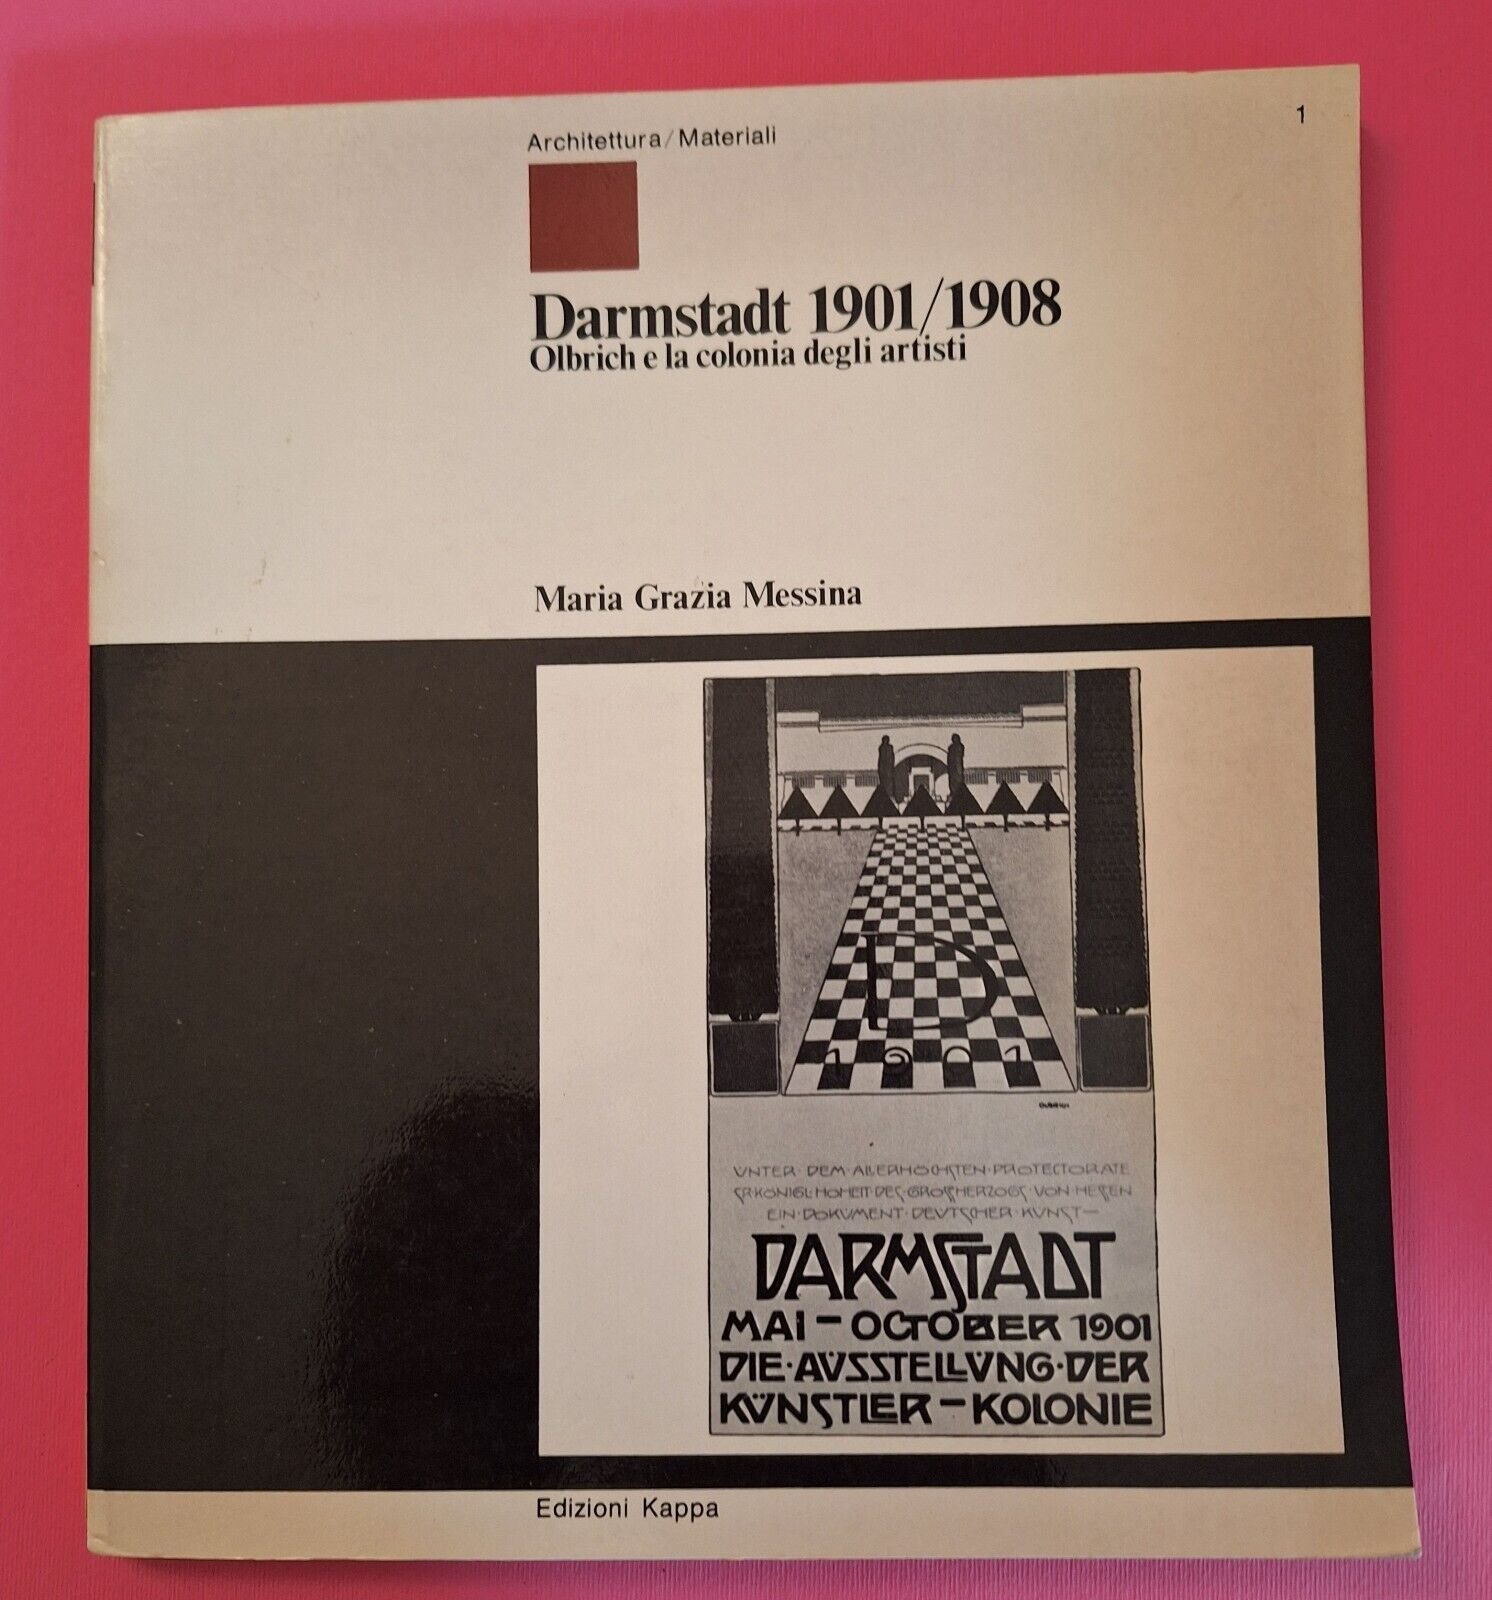 1
Architettura/Materiali
Darmstadt 1901/1908
Olbrich e la colonia degli artisti
Maria Grazia Messina
D
1901
OLBRICH
UNTER·DEM·ALLERHÖCHSTEN·PROTECTORATE
SR·KÖNIGL·HOHEIT·DES·GROSSHERZOGS·VON·HESSEN
EIN·DOKUMENT·DEUTSCHER·KUNST—
DARMSTADT
MAI—OCTOBER 1901
DIE·AUSSTELLUNG·DER
KÜNSTLER—KOLONIE
Edizioni Kappa